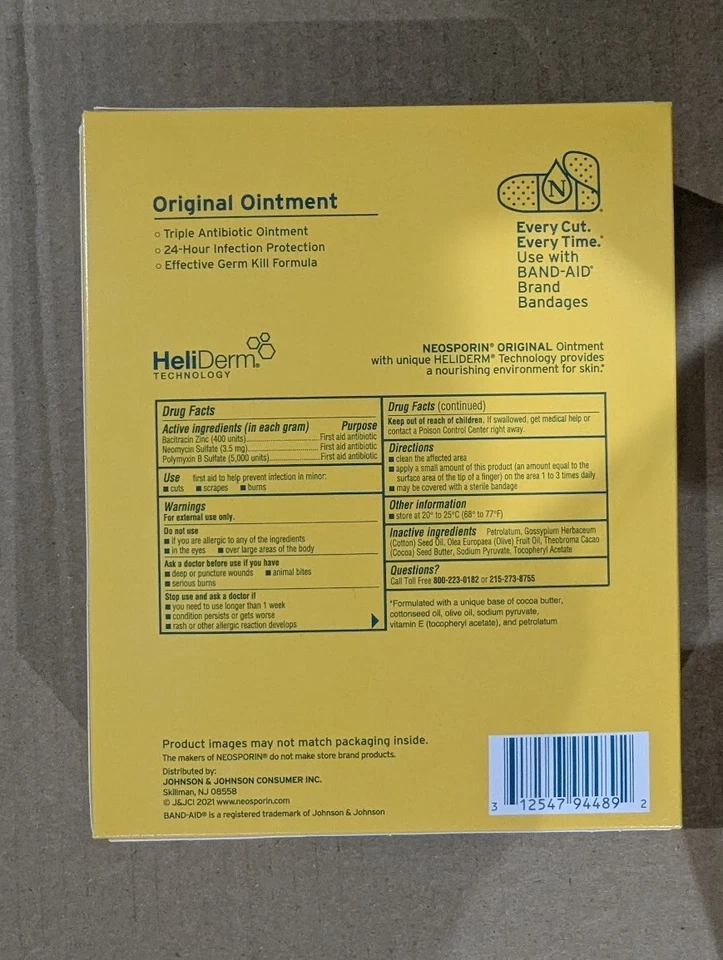 Original Ointment
Triple Antibiotic Ointment
24-Hour Infection Protection
Effective Germ Kill Formula
N
Every Cut.
Every Time.*
Use with
BAND-AID®
Brand
Bandages
HeliDerm®
TECHNOLOGY
NEOSPORIN® ORIGINAL Ointment
with unique HELIDERM® Technology provides
a nourishing environment for skin.*
Drug Facts
Active ingredients (in each gram) Purpose
Bacitracin Zinc (400 units)..........First aid antibiotic
Neomycin Sulfate (3.5 mg)..........First aid antibiotic
Polymyxin B Sulfate (5,000 units)..........First aid antibiotic
Use first aid to help prevent infection in minor:
■ cuts ■ scrapes ■ burns
Warnings
For external use only.
Do not use
■ if you are allergic to any of the ingredients
■ in the eyes ■ over large areas of the body
Ask a doctor before use if you have
■ deep or puncture wounds ■ animal bites
■ serious burns
Stop use and ask a doctor if
■ you need to use longer than 1 week
■ condition persists or gets worse
■ rash or other allergic reaction develops
Drug Facts (continued)
Keep out of reach of children. If swallowed, get medical help or
contact a Poison Control Center right away.
Directions
■ clean the affected area
■ apply a small amount of this product (an amount equal to the
surface area of the tip of a finger) on the area 1 to 3 times daily
■ may be covered with a sterile bandage
Other information
■ store at 20° to 25°C (68° to 77°F)
Inactive ingredients Petrolatum, Gossypium Herbaceum
(Cotton) Seed Oil, Olea Europaea (Olive) Fruit Oil, Theobroma Cacao
(Cocoa) Seed Butter, Sodium Pyruvate, Tocopheryl Acetate
Questions?
Call Toll Free 800-223-0182 or 215-273-8755
*Formulated with a unique base of cocoa butter,
cottonseed oil, olive oil, sodium pyruvate,
vitamin E (tocopheryl acetate), and petrolatum
Product images may not match packaging inside.
The makers of NEOSPORIN® do not make store brand products.
Distributed by:
JOHNSON & JOHNSON CONSUMER INC.
Skillman, NJ 08558
© J&JCI 2021 www.neosporin.com
BAND-AID® is a registered trademark of Johnson & Johnson
3 12547 94489 2